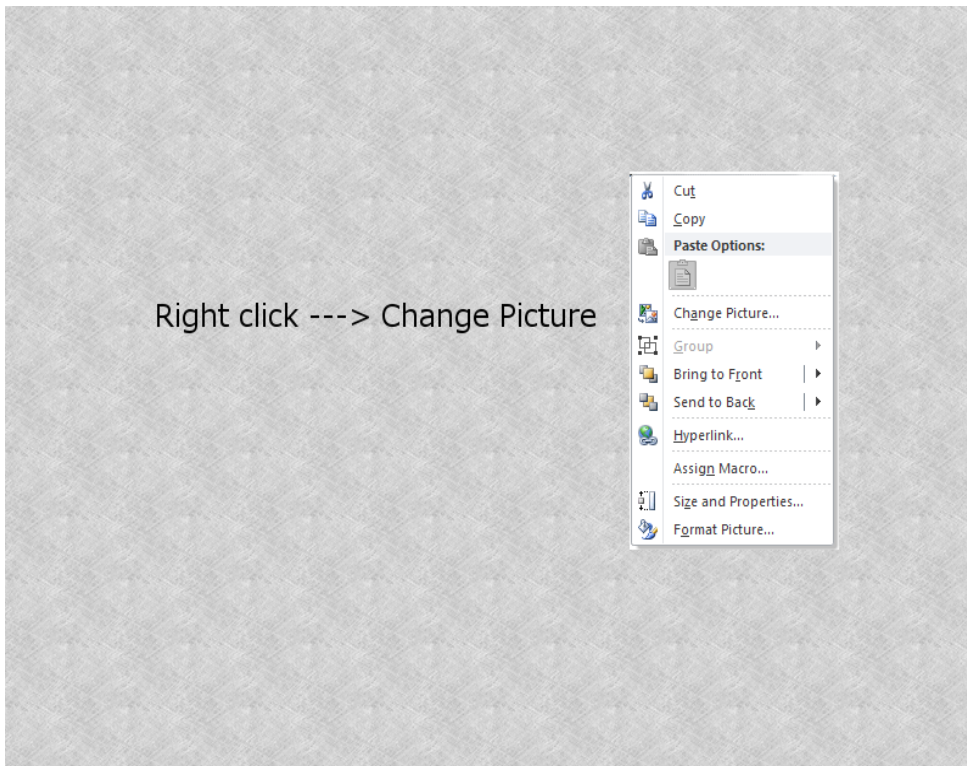 Cut
Copy
Paste Options:
Right click ---> Change Picture
Change Picture...
Group
Bring to Front
Send to Back
Hyperlink...
Assign Macro...
Size and Properties...
Format Picture...